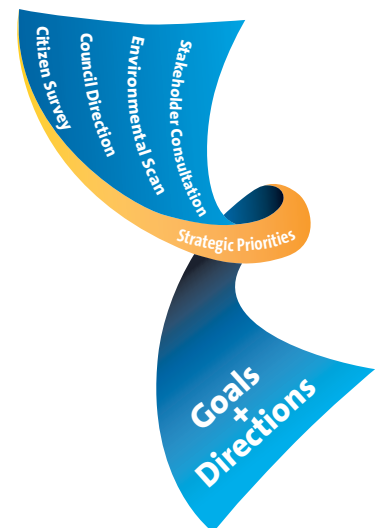 Citizen Survey
Council Direction
Environmental Scan
Stakeholder Consultation
Strategic Priorities
Goals
+
Directions